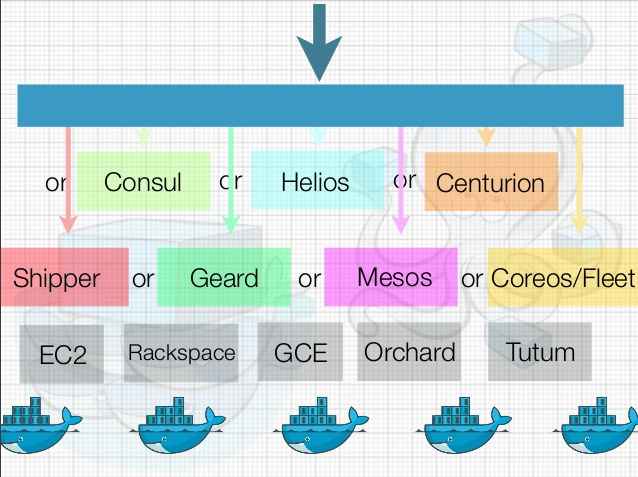 or Consul or Helios or Centurion
Shipper or Geard or Mesos or Coreos/Fleet
EC2 Rackspace GCE Orchard Tutum